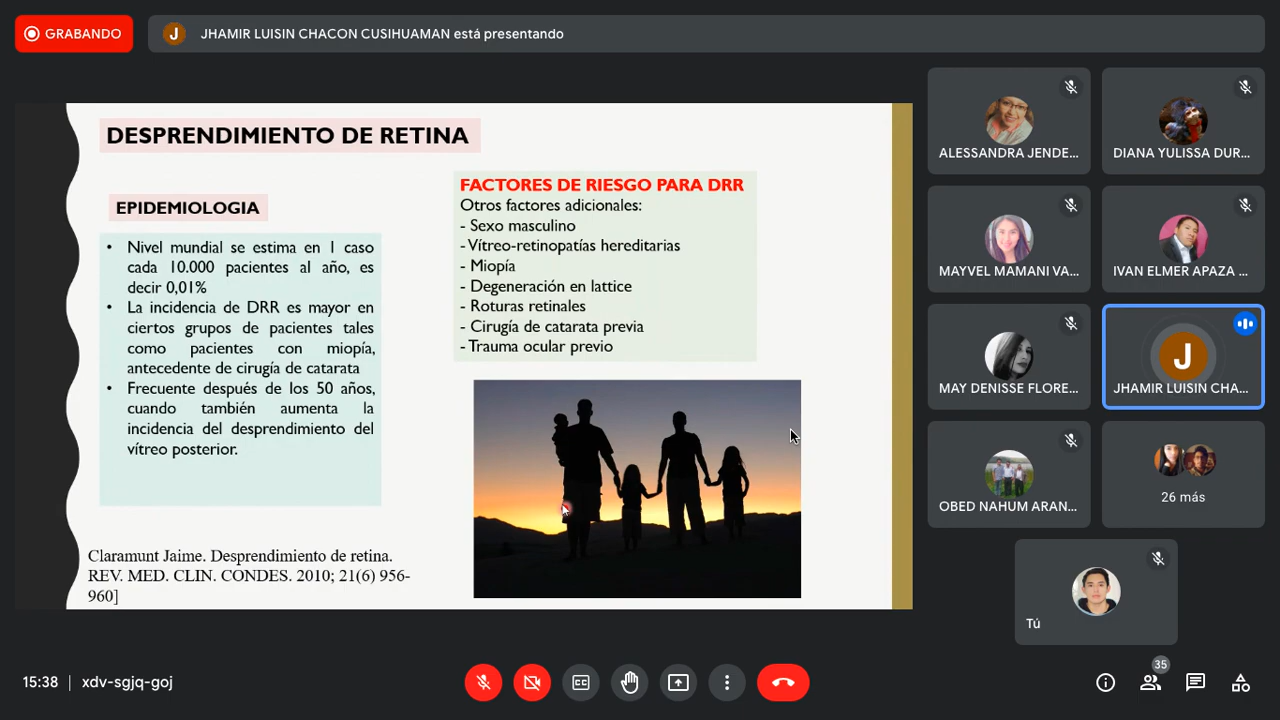 GRABANDO
J
JHAMIR LUISIN CHACON CUSIHUAMAN está presentando
DESPRENDIMIENTO DE RETINA
EPIDEMIOLOGIA
• Nivel mundial se estima en 1 caso
cada 10.000 pacientes al año, es
decir 0,01%
• La incidencia de DRR es mayor en
ciertos grupos de pacientes tales
como pacientes con miopía,
antecedente de cirugía de catarata
• Frecuente después de los 50 años,
cuando también aumenta la
incidencia del desprendimiento del
vítreo posterior.
FACTORES DE RIESGO PARA DRR
Otros factores adicionales:
- Sexo masculino
- Vítreo-retinopatías hereditarias
- Miopía
- Degeneración en lattice
- Roturas retinales
- Cirugía de catarata previa
- Trauma ocular previo
Claramunt Jaime. Desprendimiento de retina.
REV. MED. CLIN. CONDES. 2010; 21(6) 956-
960]
ALESSANDRA JENDE...
DIANA YULISSA DUR...
MAYVEL MAMANI VA...
IVAN ELMER APAZA ...
MAY DENISSE FLORE...
J
JHAMIR LUISIN CHA...
OBED NAHUM ARAN...
26 más
Tú
15:38 | xdv-sgjq-goj
CC
35